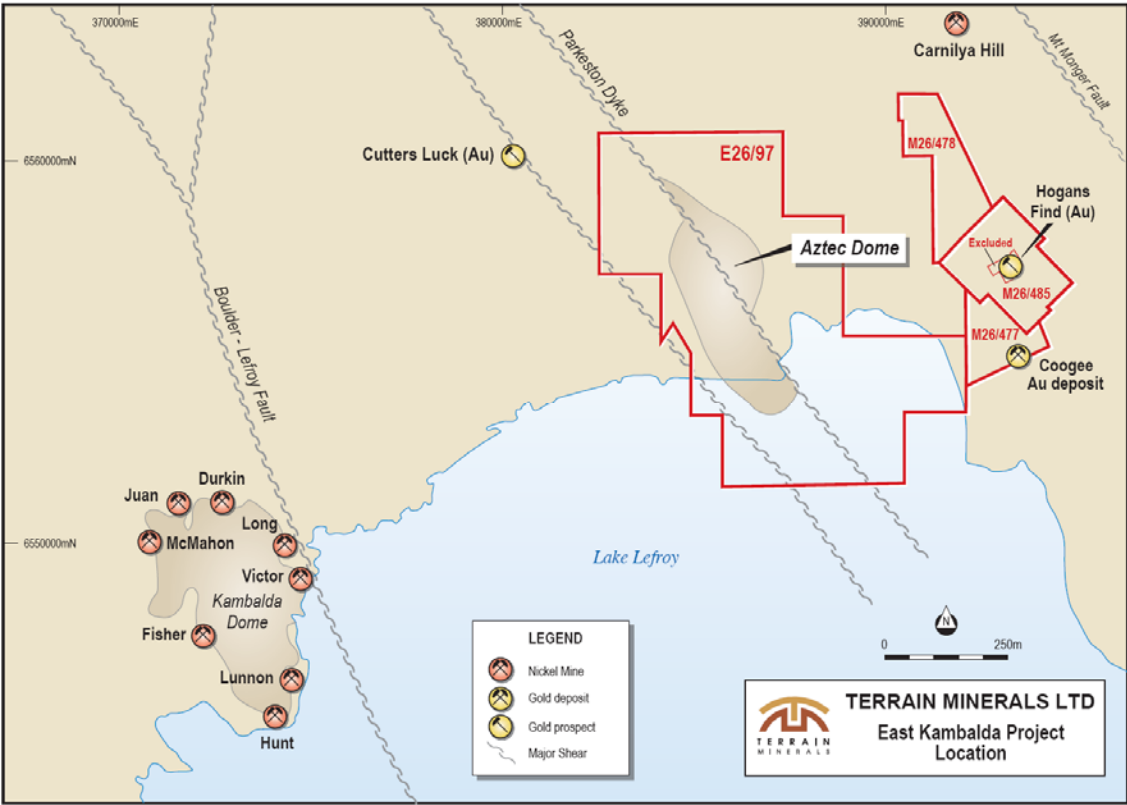 370000mE
380000mE
390000mE
Carnilya Hill
Mt Monger Fault
Parkeston Dyke
6560000mN
Cutters Luck (Au)
E26/97
M26/478
Hogans
Find (Au)
Excluded
Aztec Dome
M26/485
M26/477
Coogee
Au deposit
Boulder - Lefroy Fault
Durkin
Juan
Long
6550000mN
McMahon
Victor
Kambalda
Dome
Lake Lefroy
Fisher
Lunnon
Hunt
LEGEND
Nickel Mine
Gold deposit
Gold prospect
Major Shear
N
0
250m
TERRAIN
MINERALS
TERRAIN MINERALS LTD
East Kambalda Project
Location